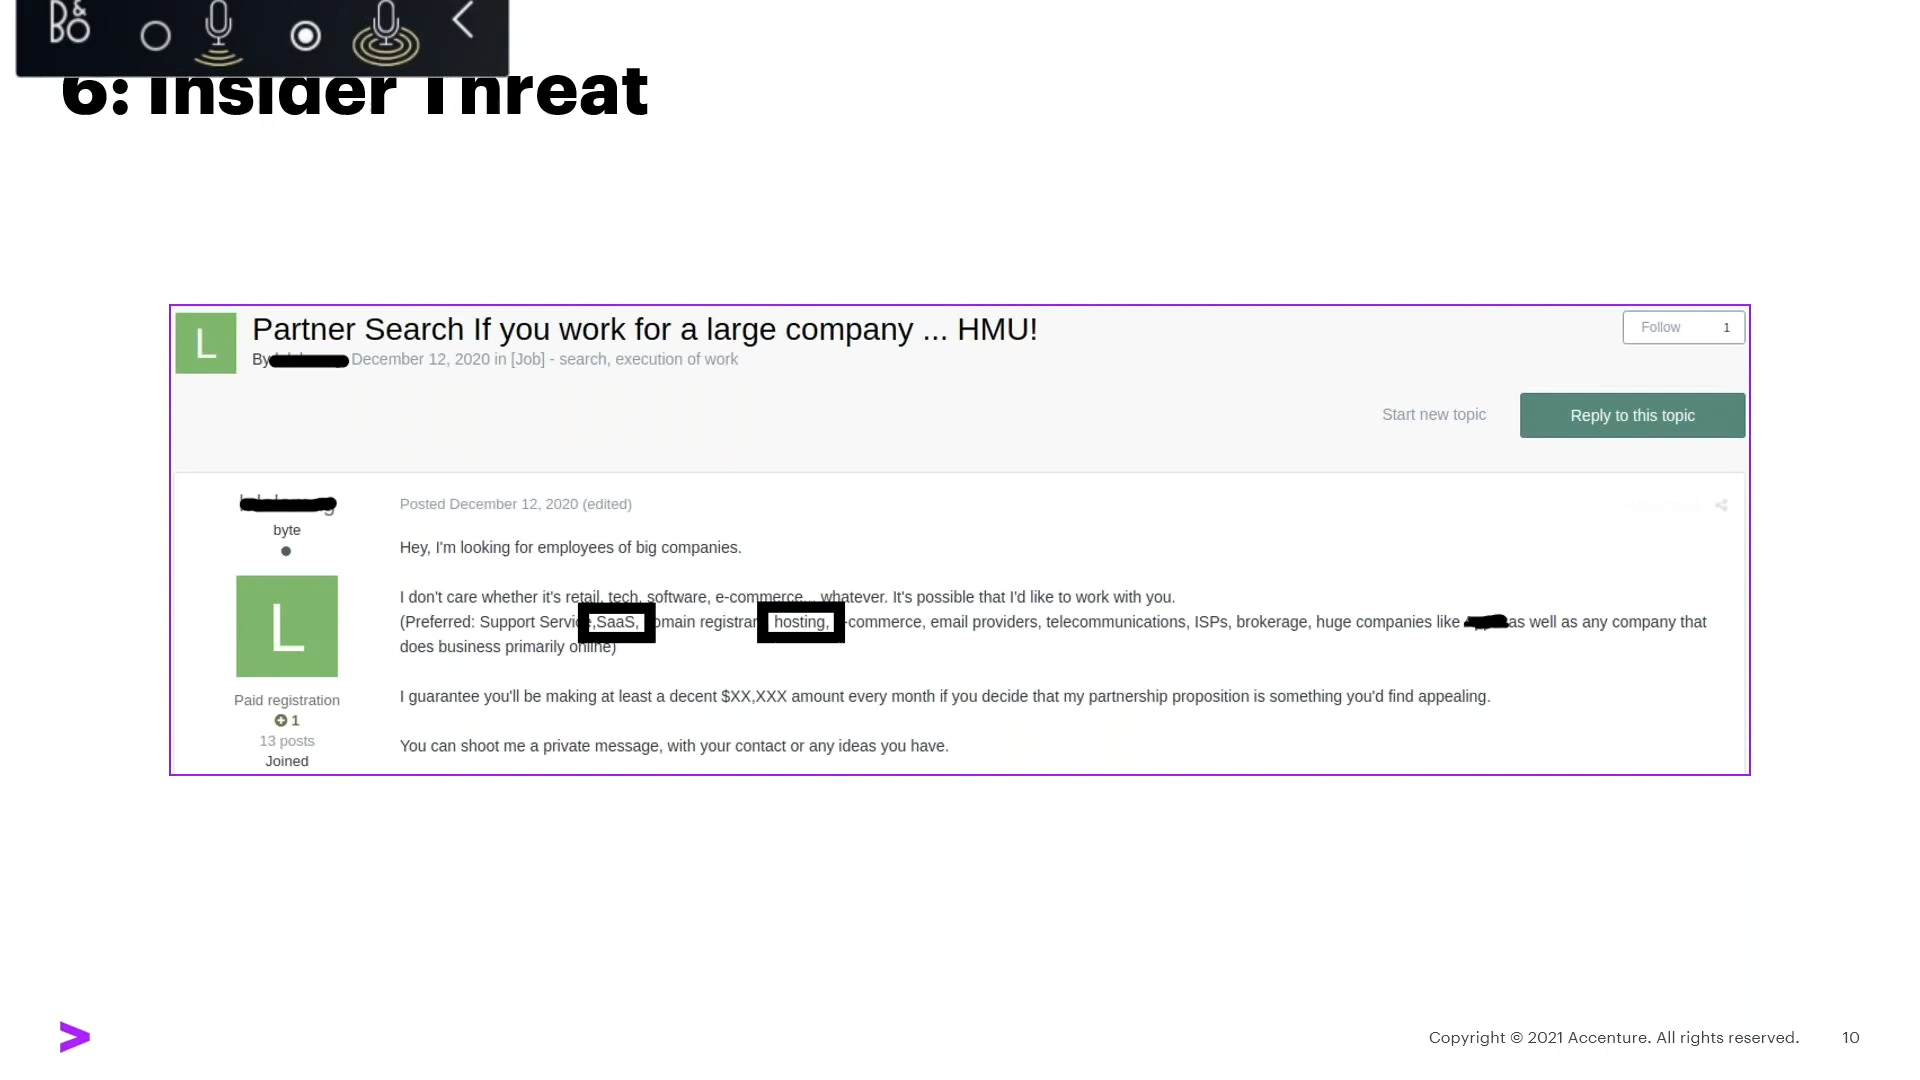 B&O
6: Insider Threat
L
Partner Search If you work for a large company ... HMU!
By December 12, 2020 in [Job] - search, execution of work
Follow 1
Start new topic
Reply to this topic
byte
L
Paid registration
1
13 posts
Joined
Posted December 12, 2020 (edited)
Hey, I'm looking for employees of big companies.
I don't care whether it's retail, tech, software, e-commerce... whatever. It's possible that I'd like to work with you.
(Preferred: Support Service,SaaS, omain registrar hosting, -commerce, email providers, telecommunications, ISPs, brokerage, huge companies like as well as any company that
does business primarily online)
I guarantee you'll be making at least a decent $XX,XXX amount every month if you decide that my partnership proposition is something you'd find appealing.
You can shoot me a private message, with your contact or any ideas you have.
>
Copyright © 2021 Accenture. All rights reserved. 10